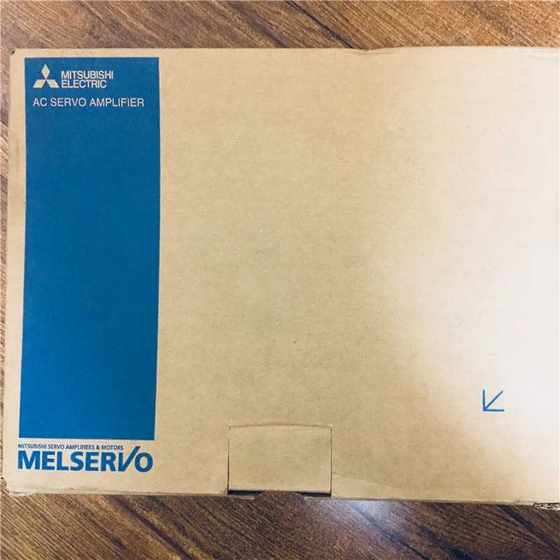 MITSUBISHI
ELECTRIC
AC SERVO AMPLIFIER
MITSUBISHI SERVO AMPLIFIERS & MOTORS
MELSERVO